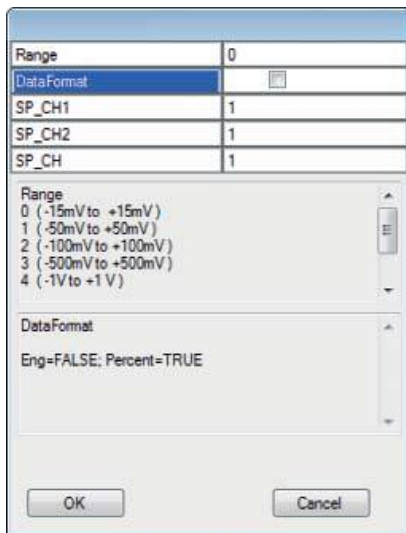 Range 0
DataFormat
SP_CH1 1
SP_CH2 1
SP_CH 1
Range
0 (-15mV to +15mV)
1 (-50mV to +50mV)
2 (-100mV to +100mV)
3 (-500mV to +500mV)
4 (-1V to +1 V)
DataFormat
Eng=FALSE; Percent=TRUE
OK Cancel